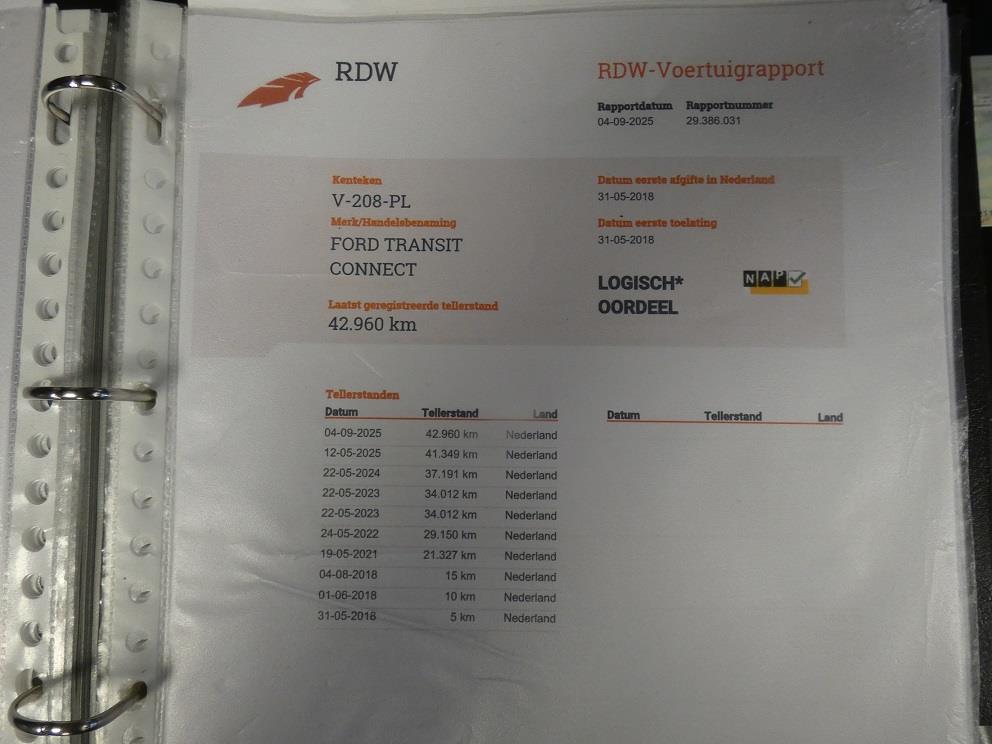 RDW
RDW-Voertuigrapport
Rapportdatum Rapportnummer
04-09-2025 29.386.031
Kenteken
V-208-PL
Merk/Handelsbenaming
FORD TRANSIT
CONNECT
Laatst geregistreerde tellerstand
42.960 km
Datum eerste afgifte in Nederland
31-05-2018
Datum eerste toelating
31-05-2018
LOGISCH*
OORDEEL
NAP
Tellerstanden
Datum Tellerstand Land
04-09-2025 42.960 km Nederland
12-05-2025 41.349 km Nederland
22-05-2024 37.191 km Nederland
22-05-2023 34.012 km Nederland
22-05-2023 34.012 km Nederland
24-05-2022 29.150 km Nederland
19-05-2021 21.327 km Nederland
04-08-2018 15 km Nederland
01-06-2018 10 km Nederland
31-05-2018 5 km Nederland
Datum Tellerstand Land